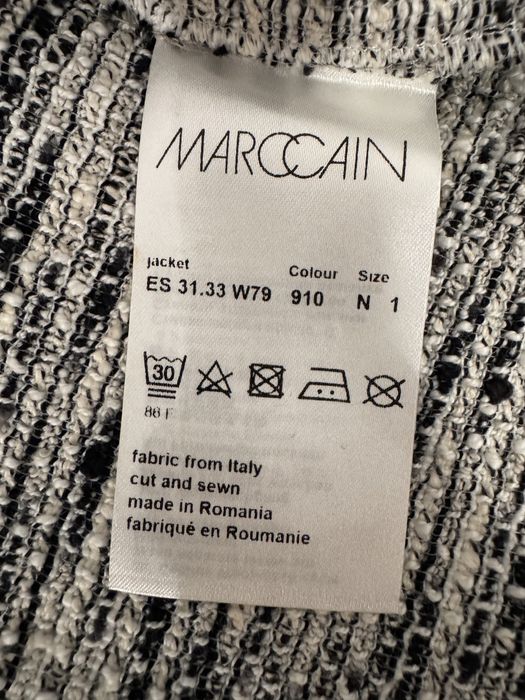 MARCCAIN
jacket Colour Size
ES 31.33 W79 910 N 1
30
86 F
fabric from Italy
cut and sewn
made in Romania
fabriqué en Roumanie